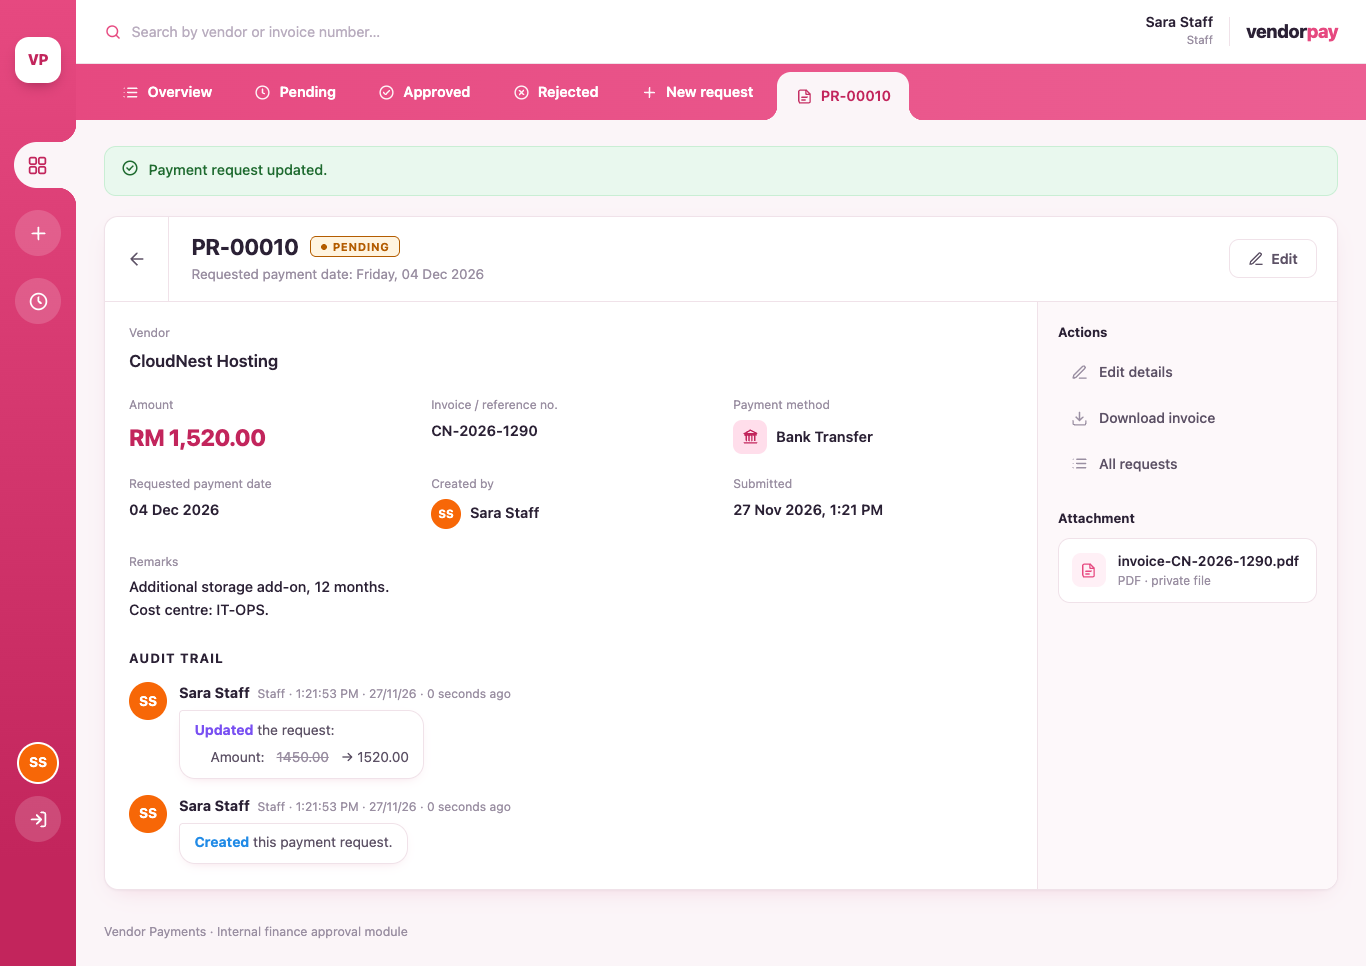 VP
Search by vendor or invoice number...
Sara Staff
Staff
vendorpay
Overview
Pending
Approved
Rejected
New request
PR-00010
Payment request updated.
PR-00010
PENDING
Requested payment date: Friday, 04 Dec 2026
Edit
Vendor
CloudNest Hosting
Amount
RM 1,520.00
Invoice / reference no.
CN-2026-1290
Payment method
Bank Transfer
Requested payment date
04 Dec 2026
Created by
SS Sara Staff
Submitted
27 Nov 2026, 1:21 PM
Remarks
Additional storage add-on, 12 months.
Cost centre: IT-OPS.
AUDIT TRAIL
SS
Sara Staff Staff · 1:21:53 PM · 27/11/26 · 0 seconds ago
Updated the request:
Amount: 1450.00 → 1520.00
SS
Sara Staff Staff · 1:21:53 PM · 27/11/26 · 0 seconds ago
Created this payment request.
Actions
Edit details
Download invoice
All requests
Attachment
invoice-CN-2026-1290.pdf
PDF · private file
SS
Vendor Payments · Internal finance approval module